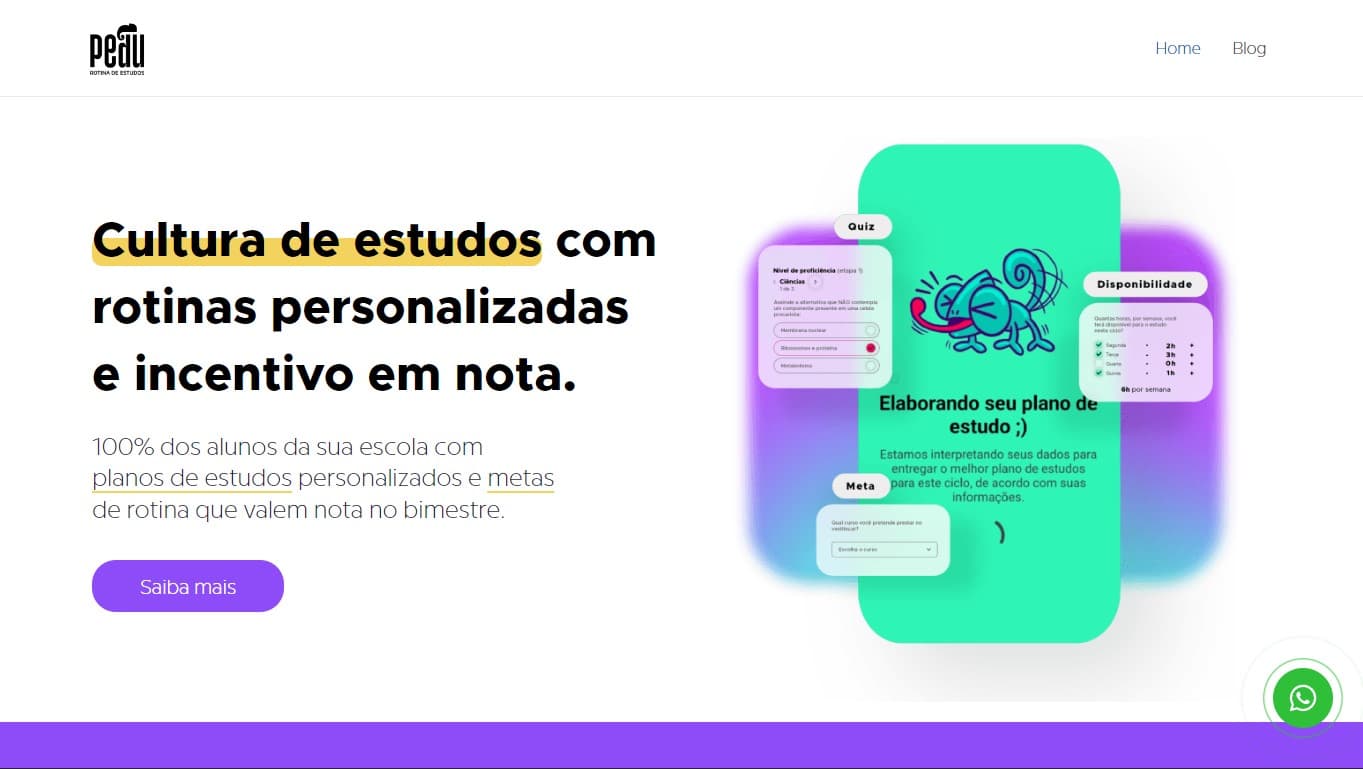 pedu
ROTINA DE ESTUDOS
Home
Blog
Cultura de estudos com
rotinas personalizadas
e incentivo em nota.
100% dos alunos da sua escola com
planos de estudos personalizados e metas
de rotina que valem nota no bimestre.
Saiba mais
Quiz
Nível de proficiência (etapa 1)
Ciências
1 de 2
Assinale a alternativa que NÃO contempla
um componente presente em uma célula
procarionte:
Membrana nuclear
Ribossomos e proteína
Metabolismo
Disponibilidade
Quantas horas, por semana, você
terá disponível para o estudo
neste ciclo?
Segunda - 2h +
Terça - 3h +
Quarta - 0h +
Quinta - 1h +
6h por semana
Elaborando seu plano de
estudo ;)
Estamos interpretando seus dados para
entregar o melhor plano de estudos
para este ciclo, de acordo com suas
informações.
Meta
Qual curso você pretende prestar no
vestibular?
Escolha o curso